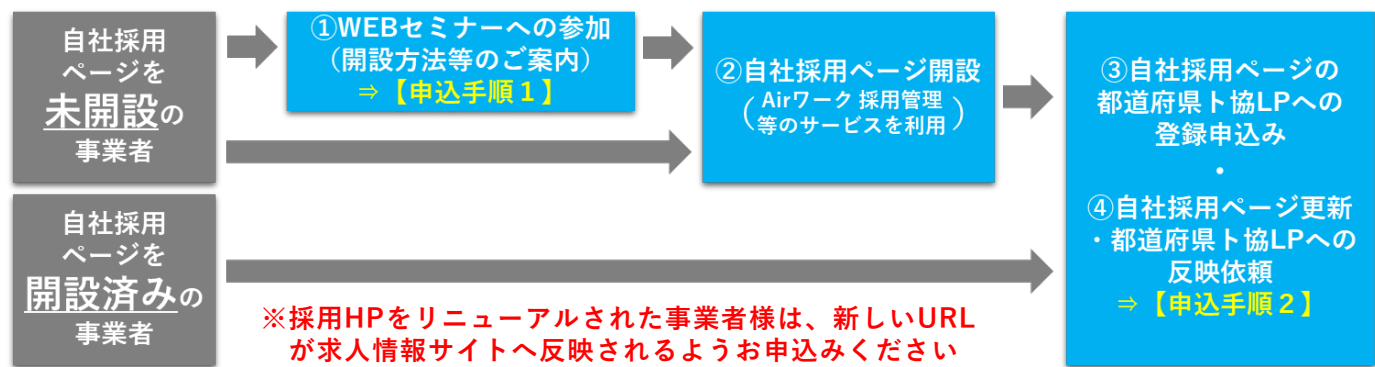 自社採用
ページを
未開設の
事業者
①WEBセミナーへの参加
（開設方法等のご案内）
⇒【申込手順１】
②自社採用ページ開設
（Airワーク 採用管理
等のサービスを利用）
③自社採用ページの
都道府県ト協LPへの
登録申込み
・
④自社採用ページ更新
・都道府県ト協LPへの
反映依頼
⇒【申込手順２】
自社採用
ページを
開設済みの
事業者
※採用HPをリニューアルされた事業者様は、新しいURL
が求人情報サイトへ反映されるようお申込みください